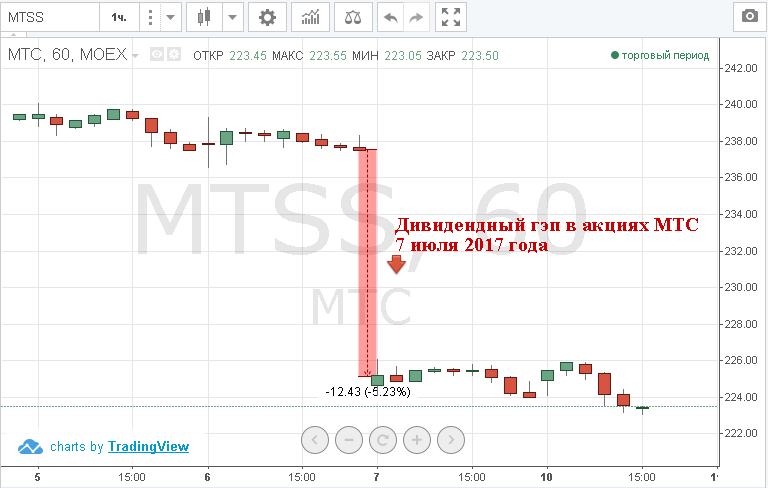 MTSS
1ч.
МТС, 60, MOEX
ОТКР 223.45 МАКС 223.55 МИН 223.05 ЗАКР 223.50
торговый период
242.00
240.00
238.00
236.00
234.00
232.00
230.00
228.00
226.00
224.00
222.00
MTSS, 60
МТС
Дивидендный гэп в акциях МТС
7 июля 2017 года
-12.43 (-5.23%)
charts by TradingView
5 15:00 6 15:00 7 15:00 10 15:00